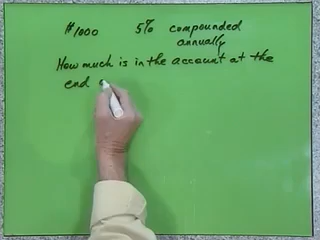 $1000 5% compounded
annually
How much is in the account at the
end